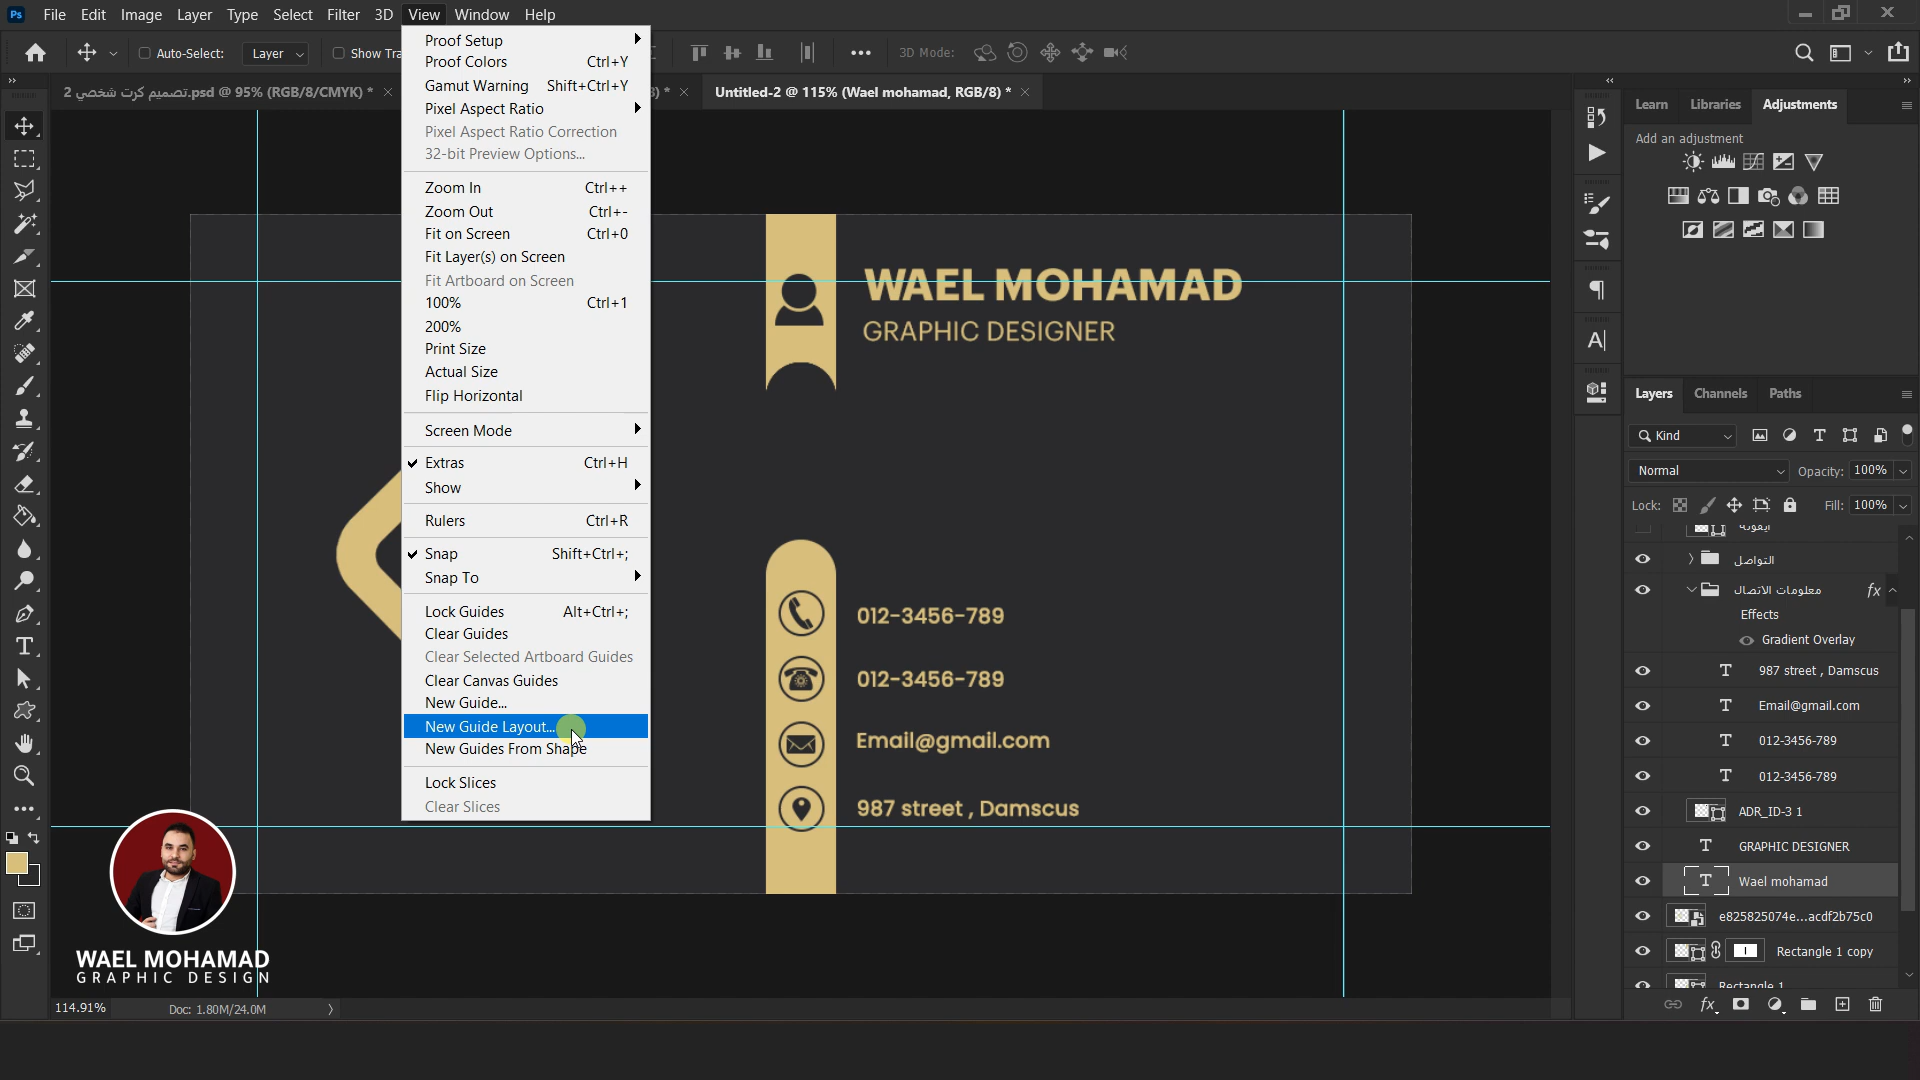 Ps File Edit Image Layer Type Select Filter 3D View Window Help
Auto-Select: Layer Show Tra 3D Mode:
تصميم كرت شخصي 2.psd @ 95% (RGB/8/CMYK) * 8) * Untitled-2 @ 115% (Wael mohamad, RGB/8) *
Proof Setup
Proof Colors Ctrl+Y
Gamut Warning Shift+Ctrl+Y
Pixel Aspect Ratio
Pixel Aspect Ratio Correction
32-bit Preview Options...
Zoom In Ctrl++
Zoom Out Ctrl+-
Fit on Screen Ctrl+0
Fit Layer(s) on Screen
Fit Artboard on Screen
100% Ctrl+1
200%
Print Size
Actual Size
Flip Horizontal
Screen Mode
Extras Ctrl+H
Show
Rulers Ctrl+R
Snap Shift+Ctrl+;
Snap To
Lock Guides Alt+Ctrl+;
Clear Guides
Clear Selected Artboard Guides
Clear Canvas Guides
New Guide...
New Guide Layout...
New Guides From Shape
Lock Slices
Clear Slices
WAEL MOHAMAD
GRAPHIC DESIGNER
012-3456-789
012-3456-789
Email@gmail.com
987 street , Damscus
WAEL MOHAMAD
GRAPHIC DESIGN
114.91% Doc: 1.80M/24.0M
Learn Libraries Adjustments
Add an adjustment
Layers Channels Paths
Kind
Normal Opacity: 100%
Lock: Fill: 100%
ايقونة
التواصل
معلومات الاتصال fx
Effects
Gradient Overlay
987 street , Damscus
Email@gmail.com
012-3456-789
012-3456-789
ADR_ID-3 1
GRAPHIC DESIGNER
Wael mohamad
e825825074e...acdf2b75c0
Rectangle 1 copy
Rectangle 1
fx